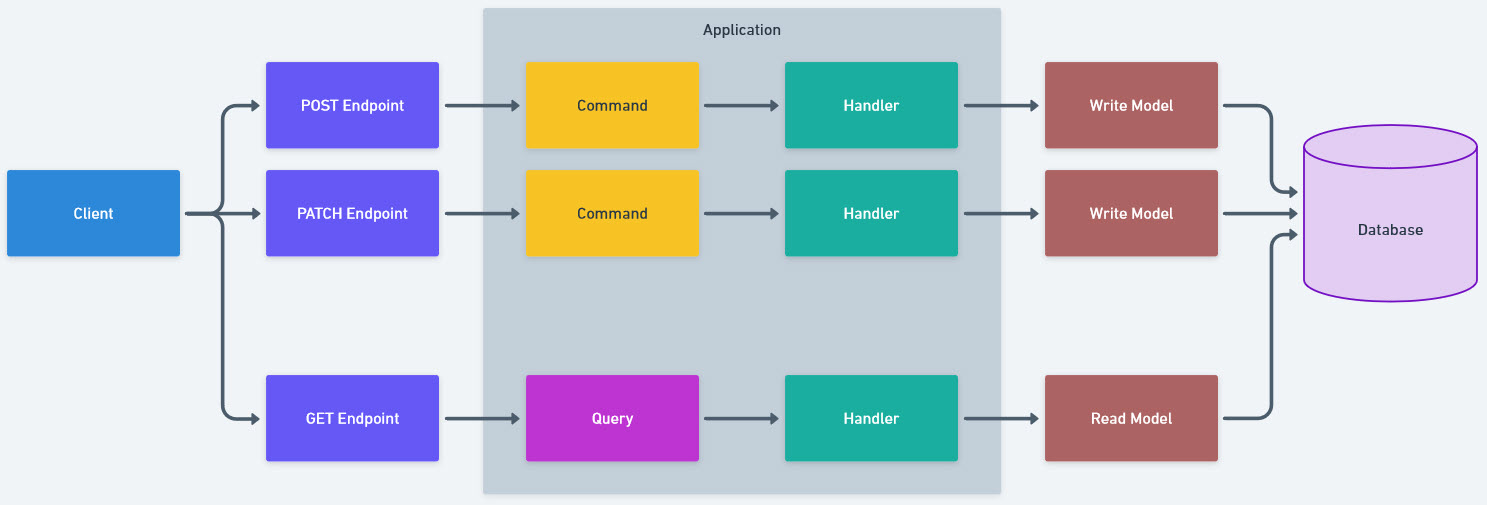 Application
POST Endpoint
Command
Handler
Write Model
Client
PATCH Endpoint
Command
Handler
Write Model
Database
GET Endpoint
Query
Handler
Read Model